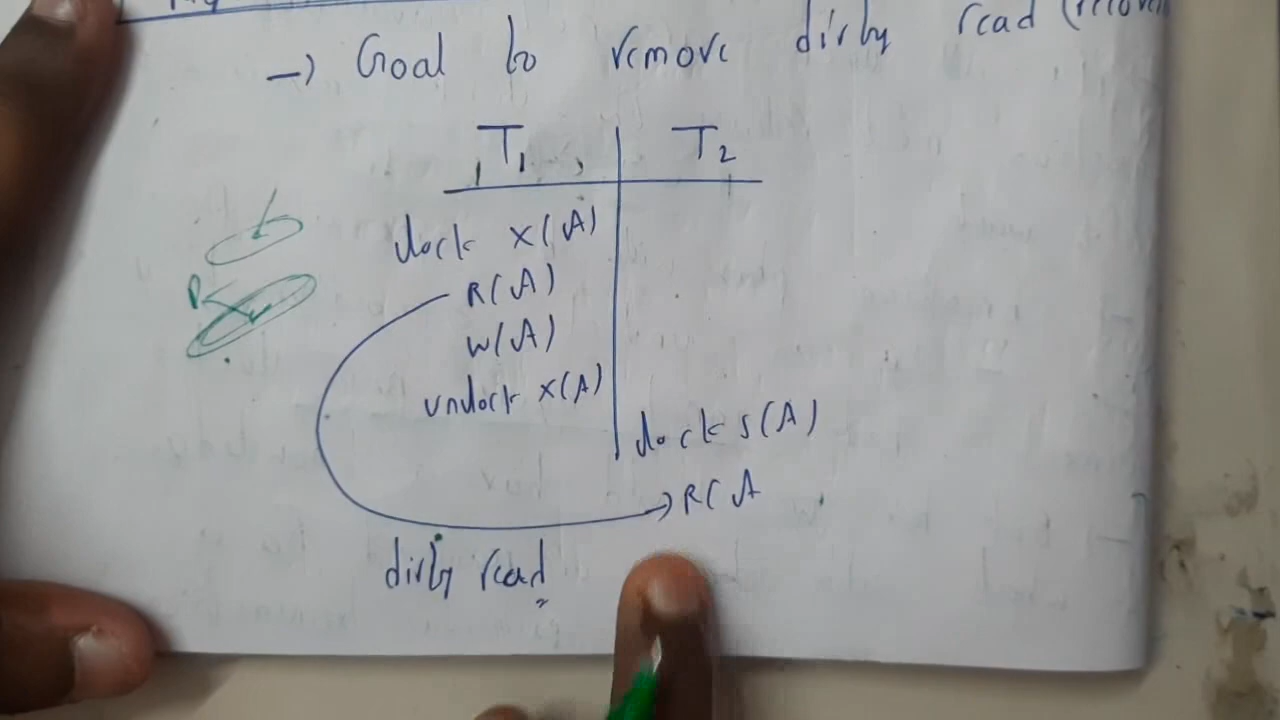 → Goal to remove dirty read
T1 T2
lock X(A)
R(A)
W(A)
unlock X(A)
lock S(A)
R(A
dirty read